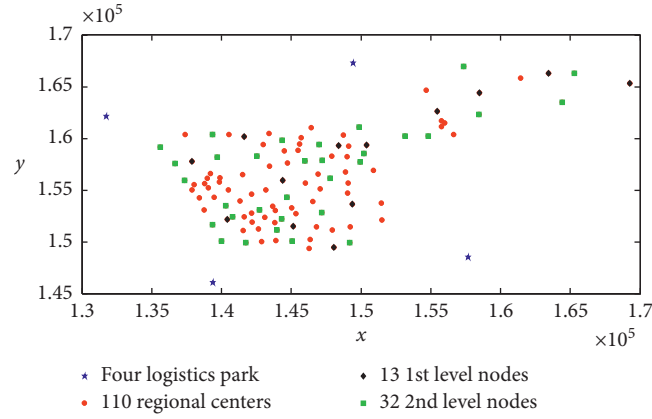 ×10⁵
1.7
1.65
1.6
y
1.55
1.5
1.45
1.3 1.35 1.4 1.45 1.5 1.55 1.6 1.65 1.7
x
×10⁵
Four logistics park
13 1st level nodes
110 regional centers
32 2nd level nodes